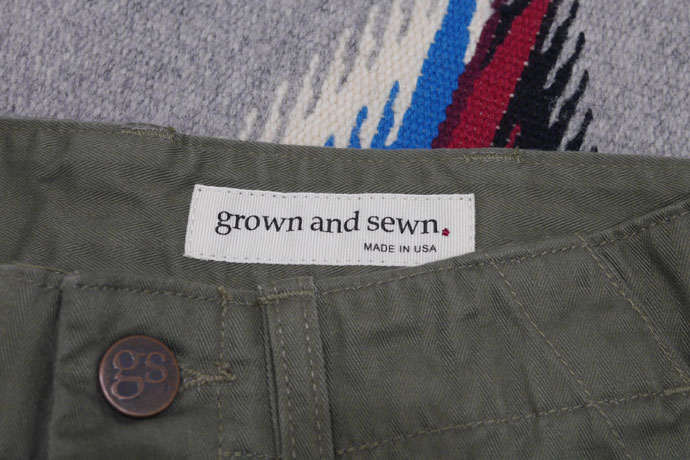 grown and sewn.
MADE IN USA
gs